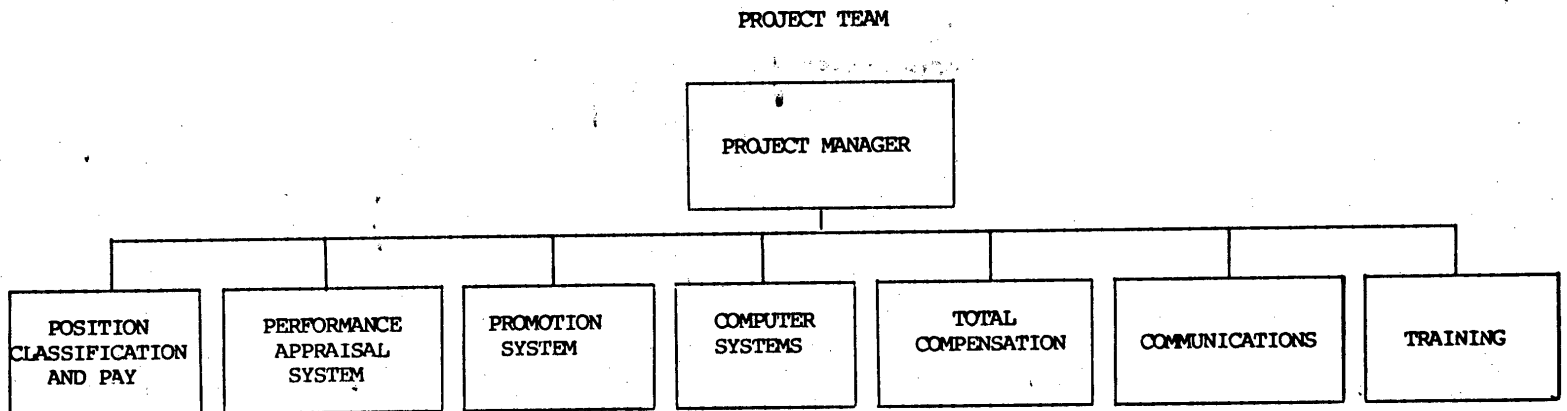 PROJECT TEAM
PROJECT MANAGER
POSITION
CLASSIFICATION
AND PAY
PERFORMANCE
APPRAISAL
SYSTEM
PROMOTION
SYSTEM
COMPUTER
SYSTEMS
TOTAL
COMPENSATION
COMMUNICATIONS
TRAINING